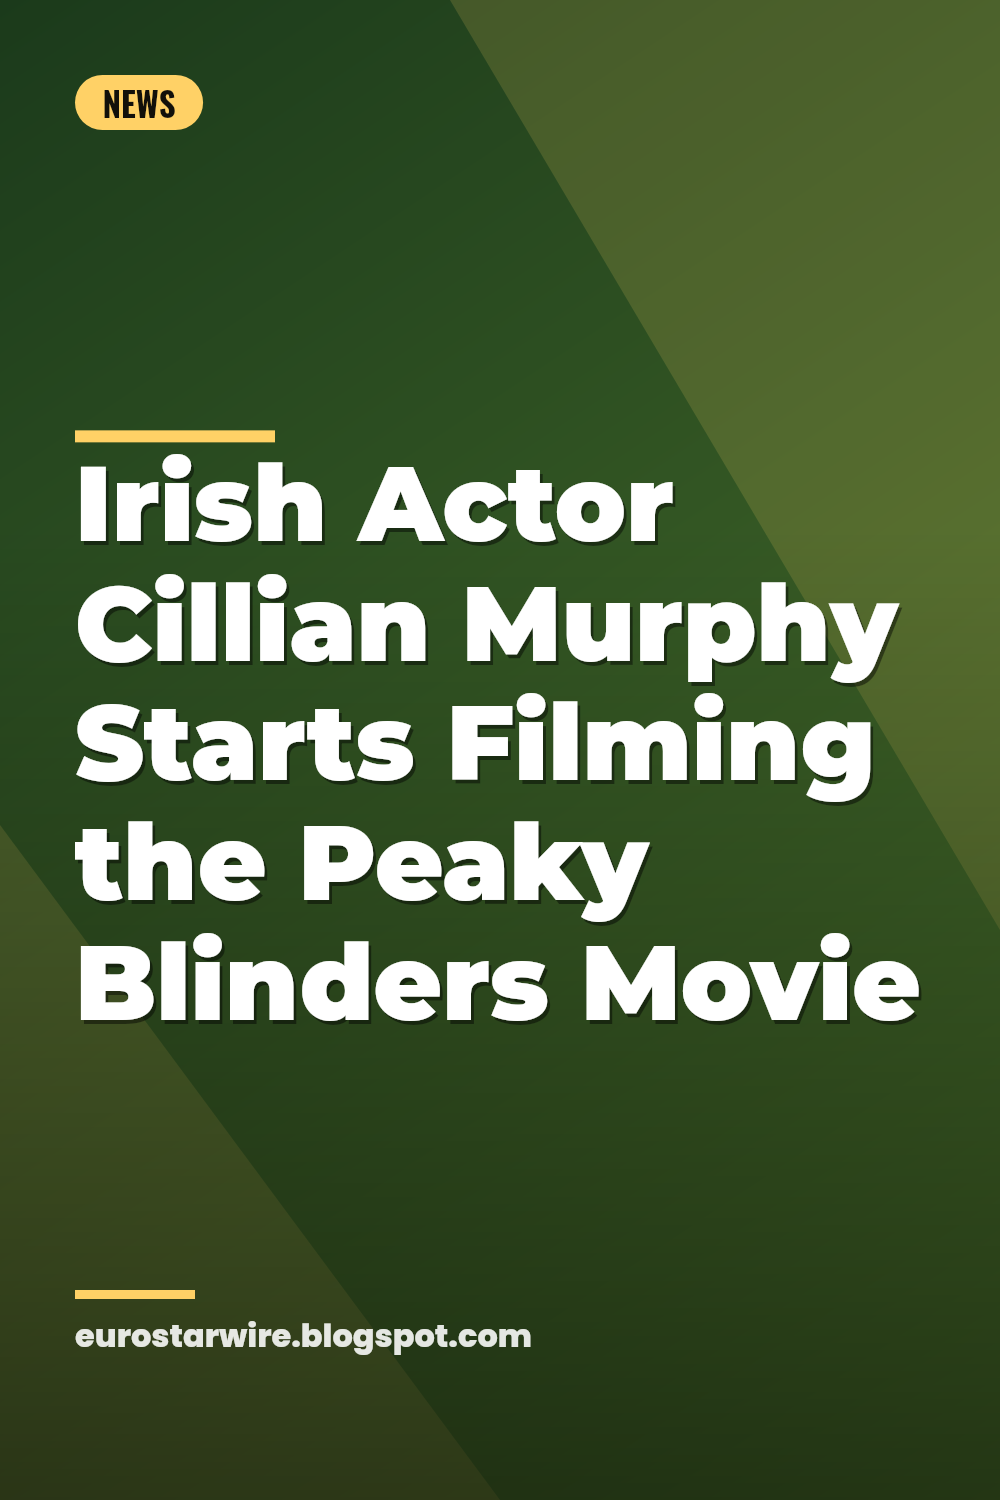 NEWS
Irish Actor
Cillian Murphy
Starts Filming
the Peaky
Blinders Movie
eurostarwire.blogspot.com